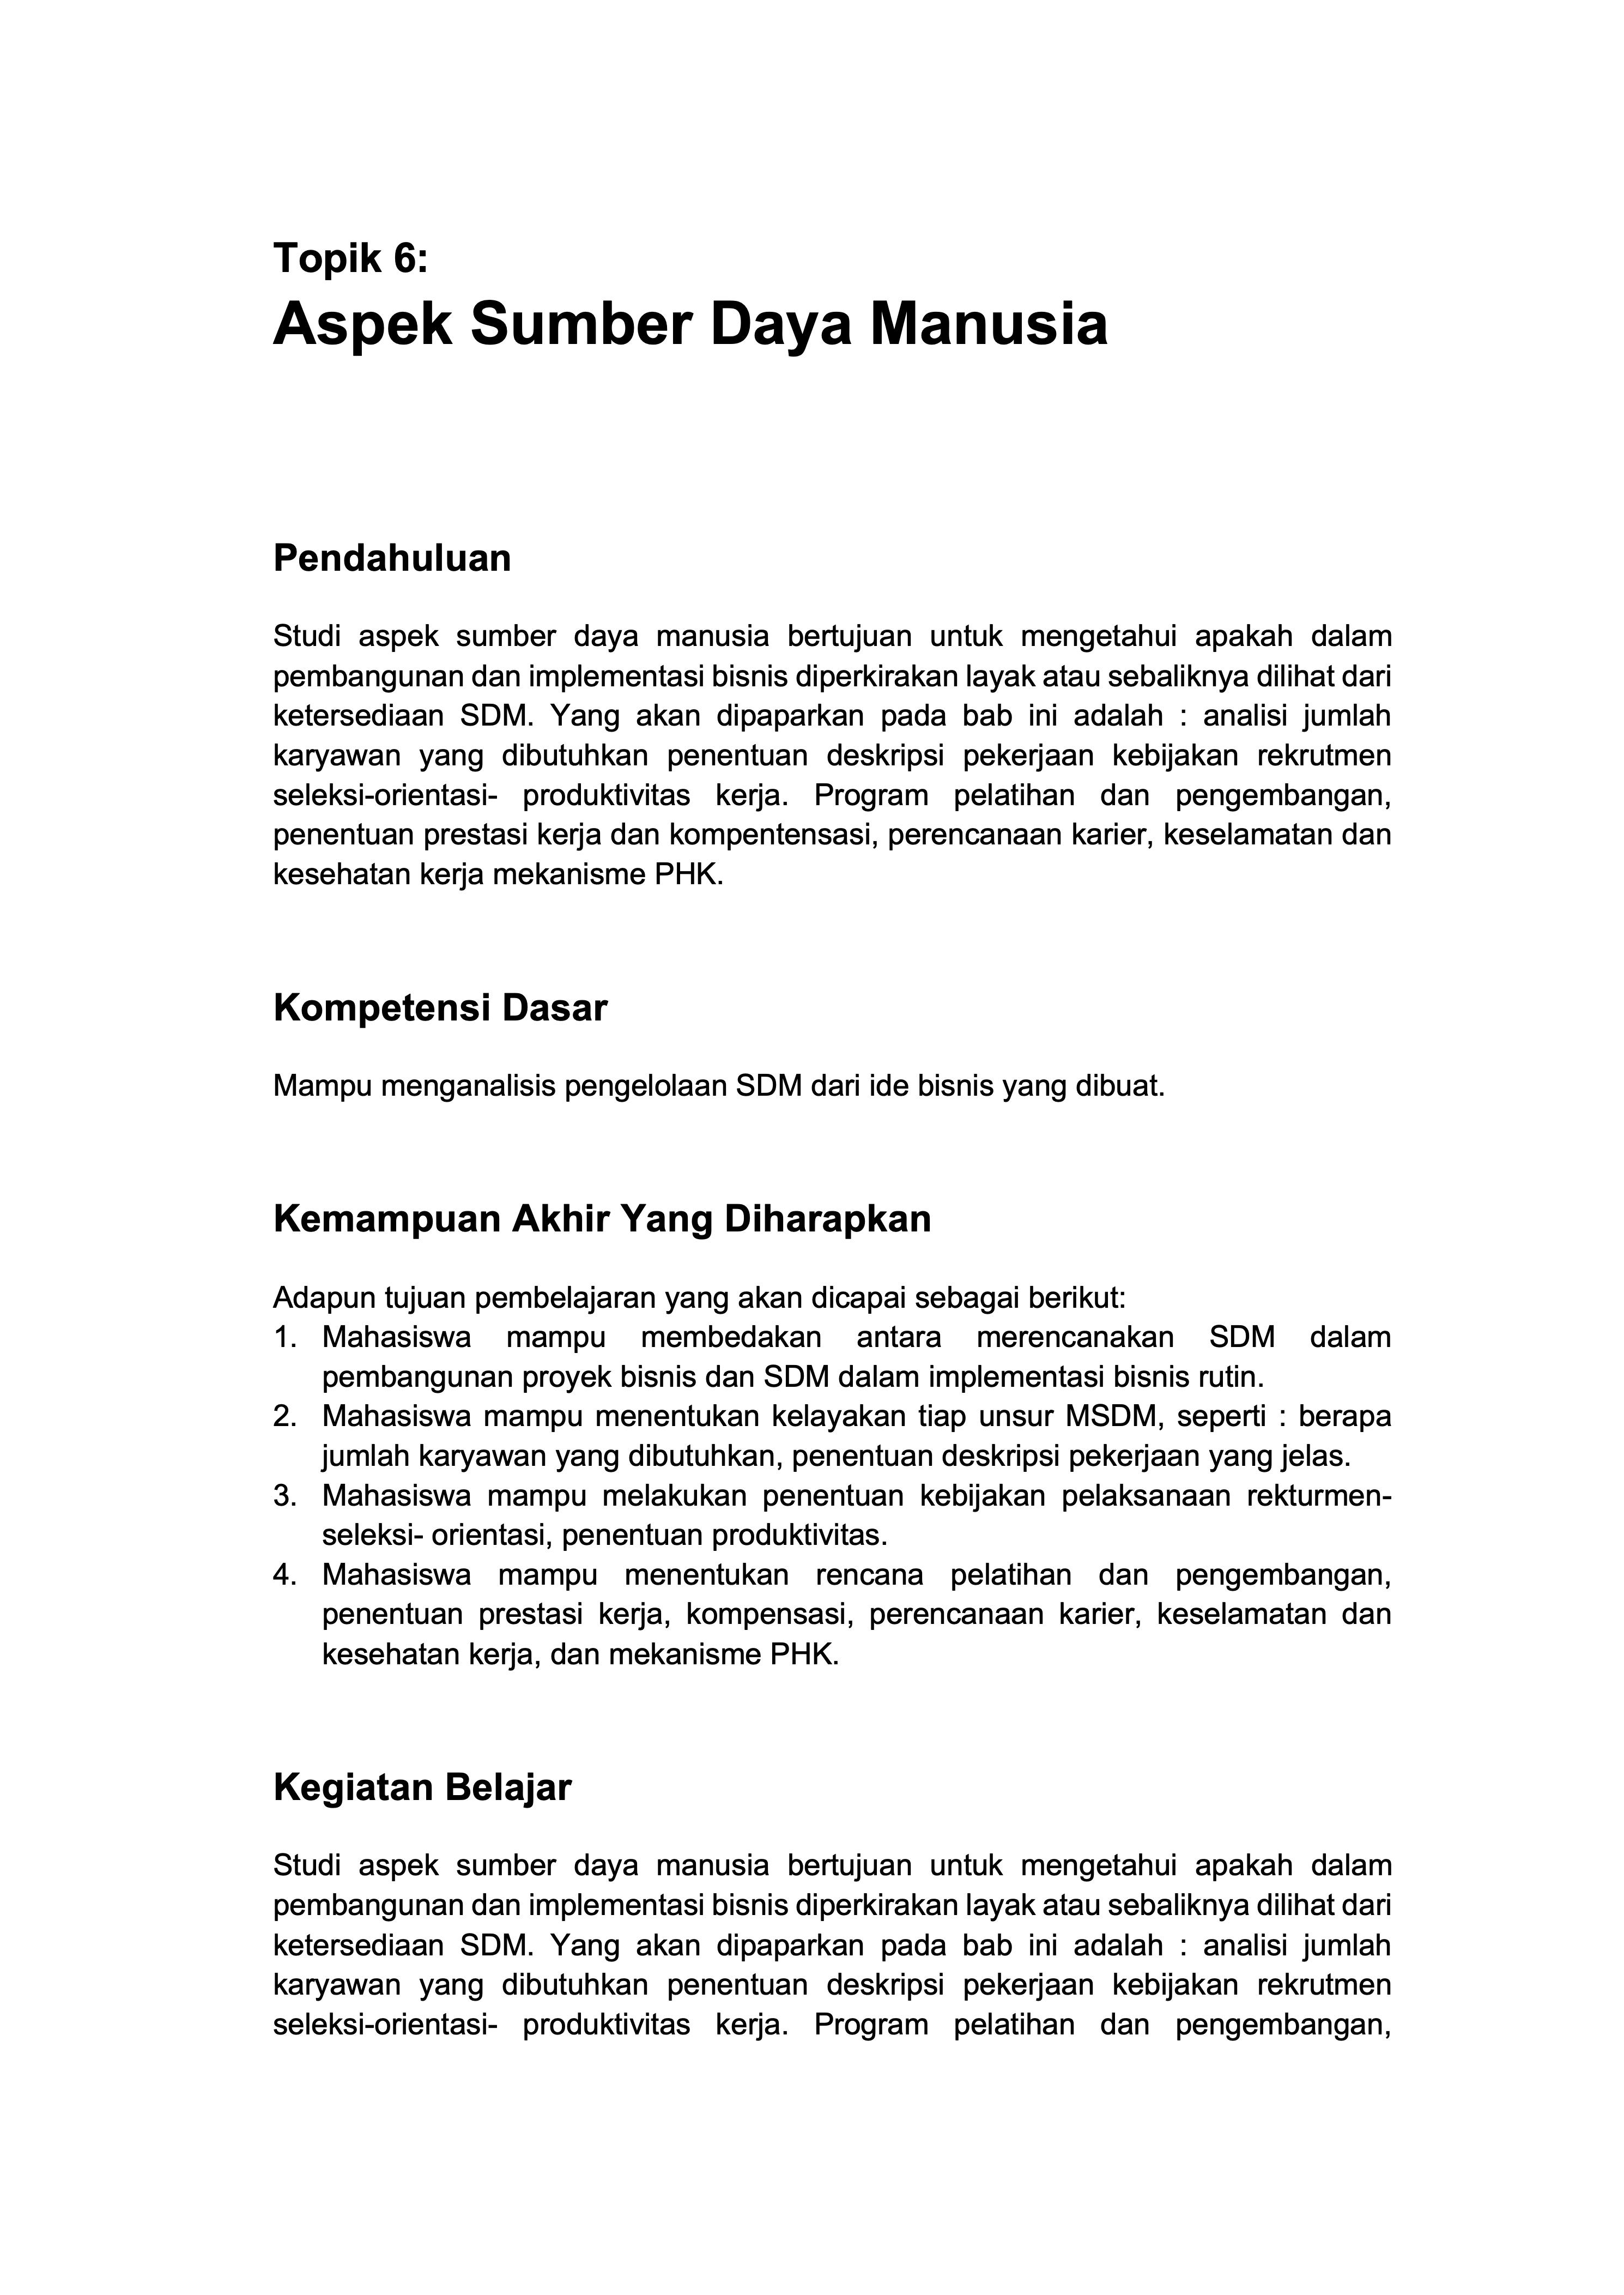 Topik 6:
Aspek Sumber Daya Manusia
Pendahuluan
Studi aspek sumber daya manusia bertujuan untuk mengetahui apakah dalam
pembangunan dan implementasi bisnis diperkirakan layak atau sebaliknya dilihat dari
ketersediaan SDM. Yang akan dipaparkan pada bab ini adalah : analisi jumlah
karyawan yang dibutuhkan penentuan deskripsi pekerjaan kebijakan rekrutmen
seleksi-orientasi- produktivitas kerja. Program pelatihan dan pengembangan,
penentuan prestasi kerja dan kompentensasi, perencanaan karier, keselamatan dan
kesehatan kerja mekanisme PHK.
Kompetensi Dasar
Mampu menganalisis pengelolaan SDM dari ide bisnis yang dibuat.
Kemampuan Akhir Yang Diharapkan
Adapun tujuan pembelajaran yang akan dicapai sebagai berikut:
1. Mahasiswa mampu membedakan antara merencanakan SDM dalam
pembangunan proyek bisnis dan SDM dalam implementasi bisnis rutin.
2. Mahasiswa mampu menentukan kelayakan tiap unsur MSDM, seperti : berapa
jumlah karyawan yang dibutuhkan, penentuan deskripsi pekerjaan yang jelas.
3. Mahasiswa mampu melakukan penentuan kebijakan pelaksanaan rekturmen-
seleksi- orientasi, penentuan produktivitas.
4. Mahasiswa mampu menentukan rencana pelatihan dan pengembangan,
penentuan prestasi kerja, kompensasi, perencanaan karier, keselamatan dan
kesehatan kerja, dan mekanisme PHK.
Kegiatan Belajar
Studi aspek sumber daya manusia bertujuan untuk mengetahui apakah dalam
pembangunan dan implementasi bisnis diperkirakan layak atau sebaliknya dilihat dari
ketersediaan SDM. Yang akan dipaparkan pada bab ini adalah : analisi jumlah
karyawan yang dibutuhkan penentuan deskripsi pekerjaan kebijakan rekrutmen
seleksi-orientasi- produktivitas kerja. Program pelatihan dan pengembangan,